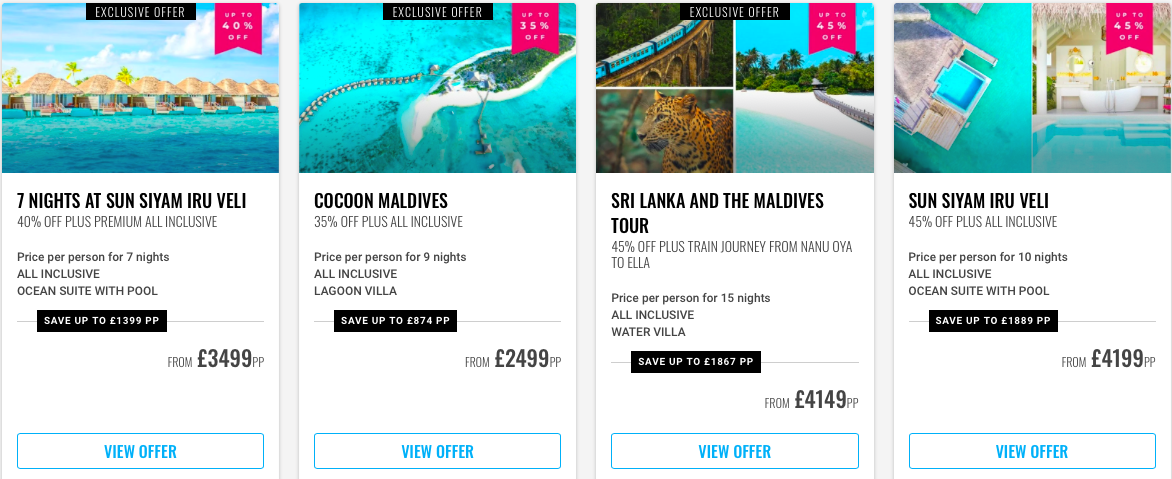 EXCLUSIVE OFFER
UP TO
40%
OFF
7 NIGHTS AT SUN SIYAM IRU VELI
40% OFF PLUS PREMIUM ALL INCLUSIVE
Price per person for 7 nights
ALL INCLUSIVE
OCEAN SUITE WITH POOL
SAVE UP TO £1399 PP
FROM £3499PP
VIEW OFFER
EXCLUSIVE OFFER
UP TO
35%
OFF
COCOON MALDIVES
35% OFF PLUS ALL INCLUSIVE
Price per person for 9 nights
ALL INCLUSIVE
LAGOON VILLA
SAVE UP TO £874 PP
FROM £2499PP
VIEW OFFER
EXCLUSIVE OFFER
UP TO
45%
OFF
SRI LANKA AND THE MALDIVES
TOUR
45% OFF PLUS TRAIN JOURNEY FROM NANU OYA
TO ELLA
Price per person for 15 nights
ALL INCLUSIVE
WATER VILLA
SAVE UP TO £1867 PP
FROM £4149PP
VIEW OFFER
UP TO
45%
OFF
SUN SIYAM IRU VELI
45% OFF PLUS ALL INCLUSIVE
Price per person for 10 nights
ALL INCLUSIVE
OCEAN SUITE WITH POOL
SAVE UP TO £1889 PP
FROM £4199PP
VIEW OFFER